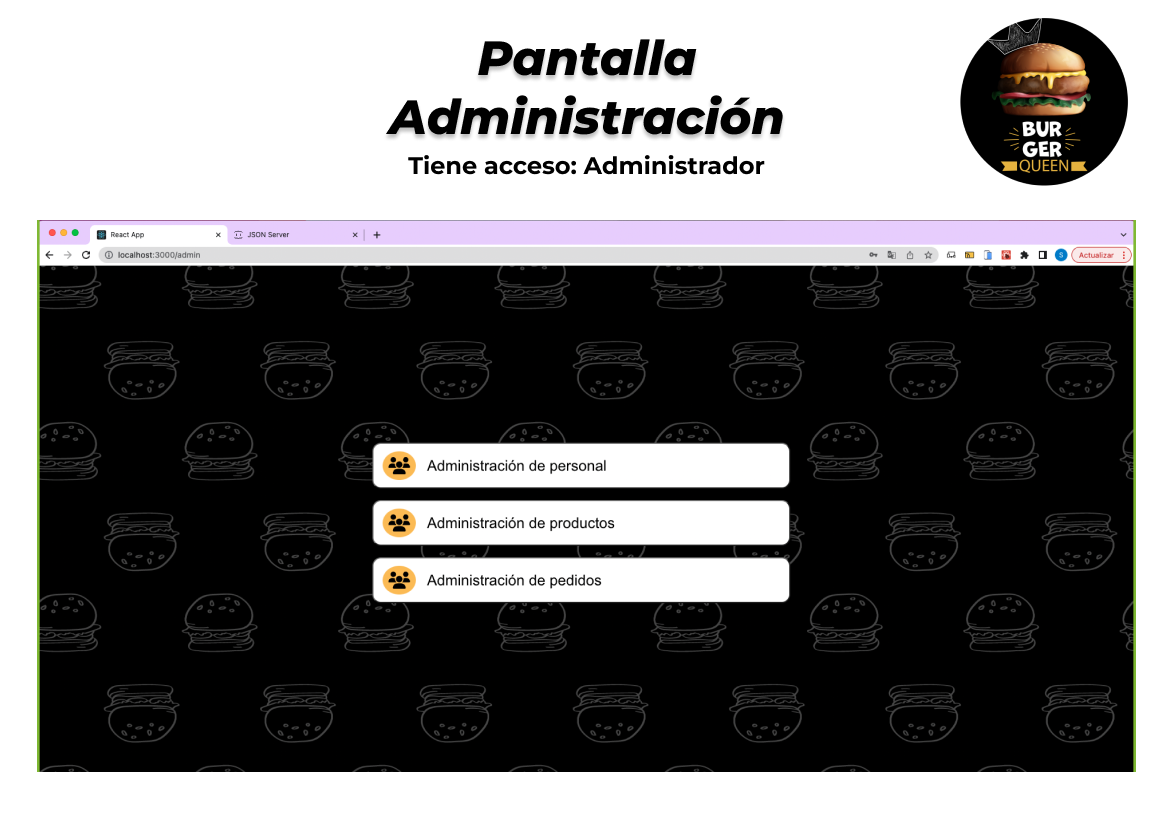 Pantalla
Administración
Tiene acceso: Administrador
BUR
GER
QUEEN
React App
JSON Server
localhost:3000/admin
S
Actualizar
Administración de personal
Administración de productos
Administración de pedidos